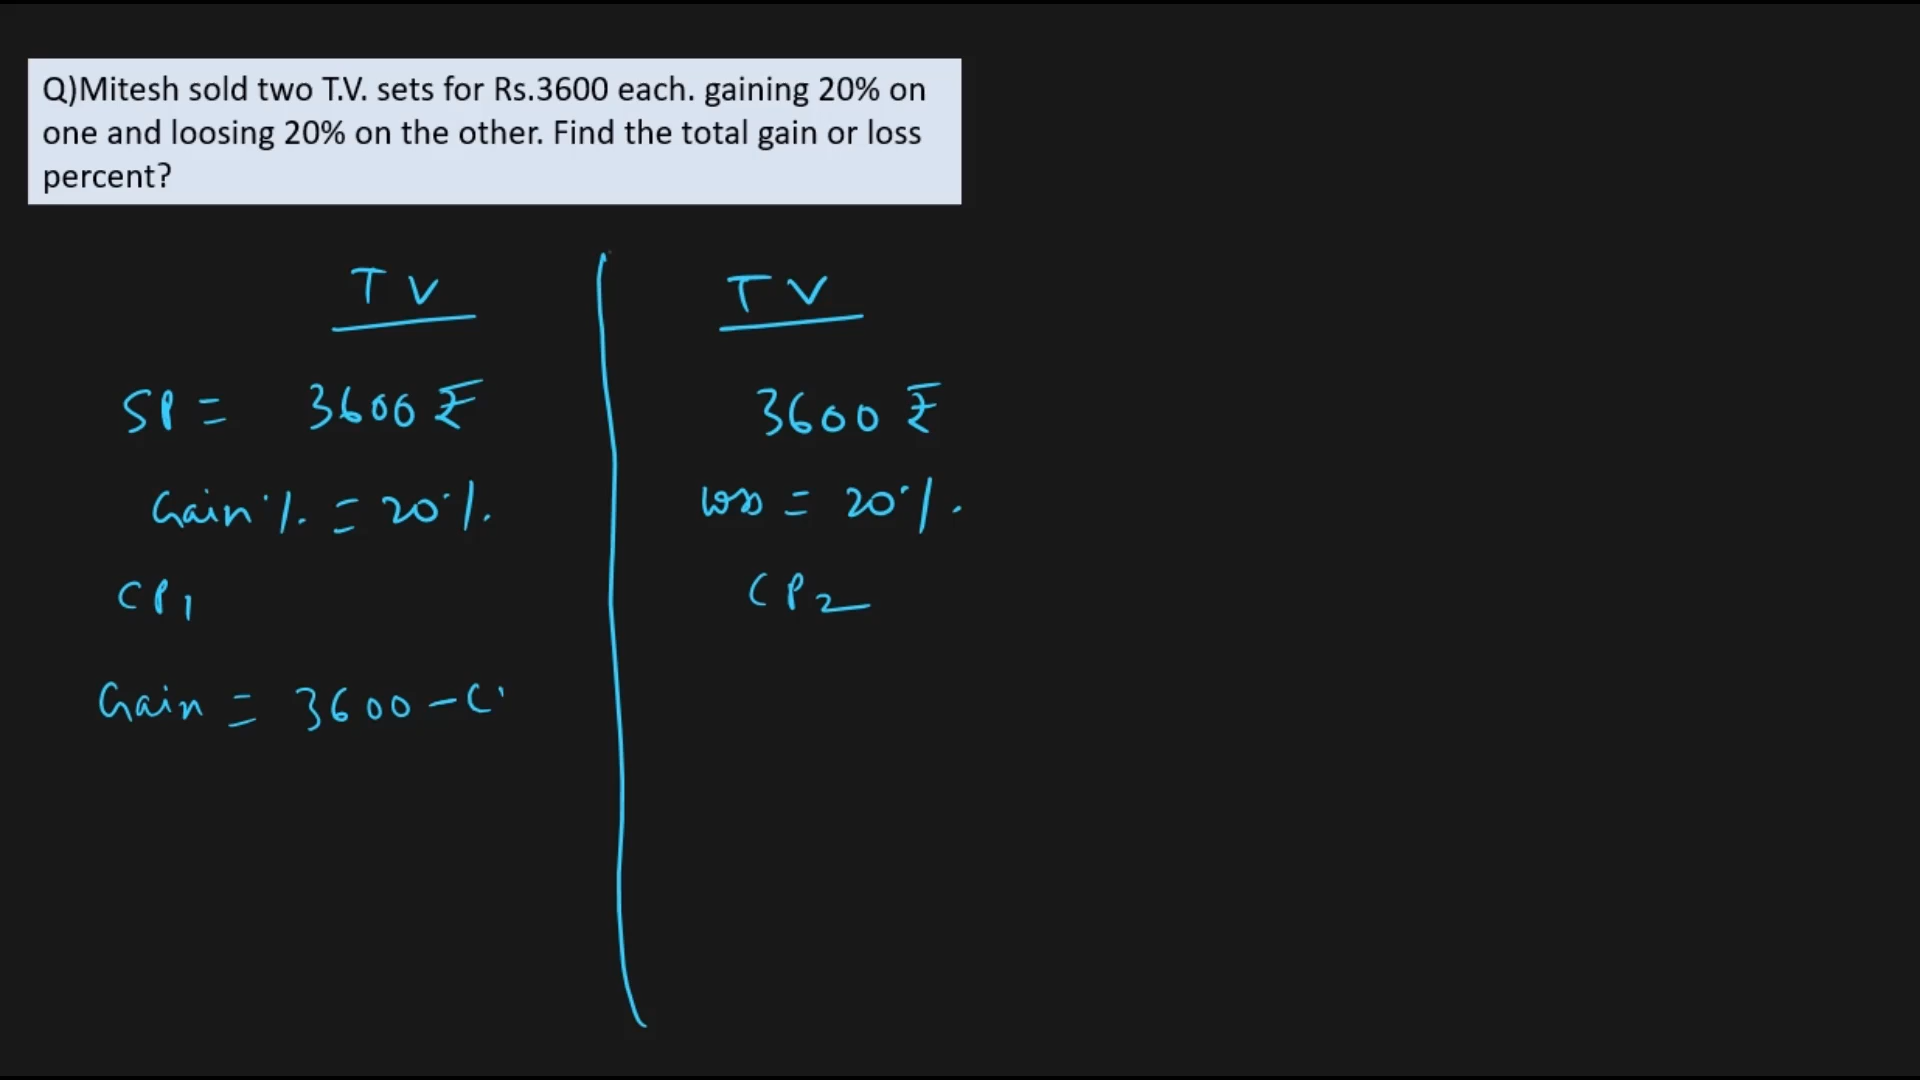 Q)Mitesh sold two T.V. sets for Rs.3600 each. gaining 20% on
one and loosing 20% on the other. Find the total gain or loss
percent?
TV
SP = 3600 ₹
Gain % = 20 %.
CP1
Gain = 3600 - C
TV
3600 ₹
loss = 20 %.
CP2